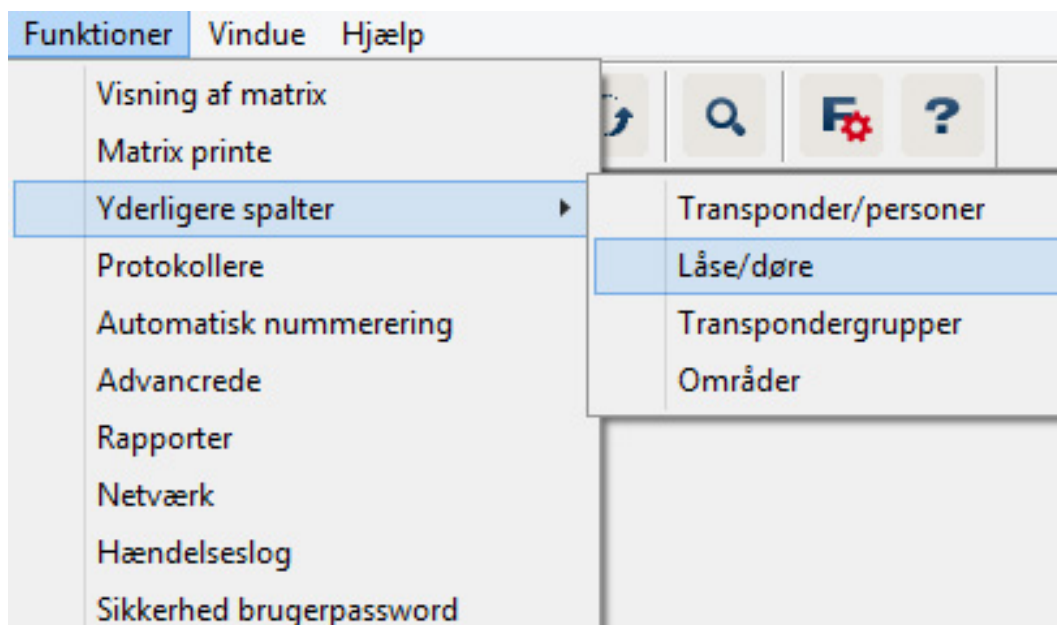 Funktioner Vindue Hjælp
Visning af matrix
Matrix printe
Yderligere spalter
Protokollere
Automatisk nummerering
Advancrede
Rapporter
Netværk
Hændelseslog
Sikkerhed brugerpassword
Transponder/personer
Låse/døre
Transpondergrupper
Områder
F ?